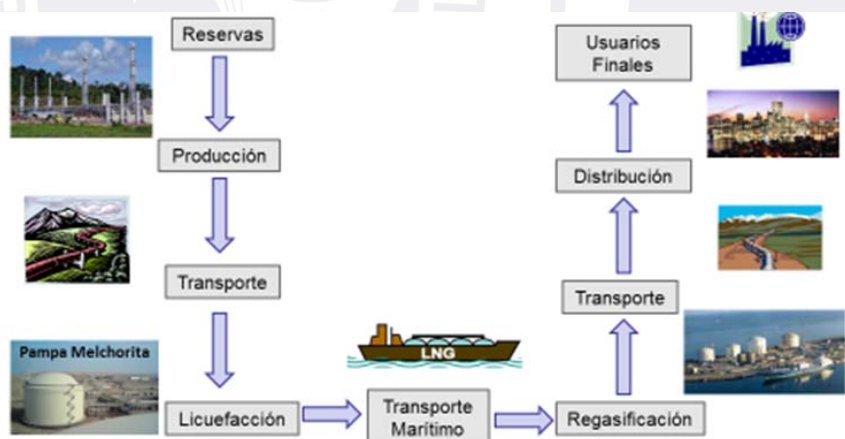 Reservas
Producción
Transporte
Pampa Melchorita
Licuefacción
LNG
Transporte
Marítimo
Regasificación
Transporte
Distribución
Usuarios
Finales